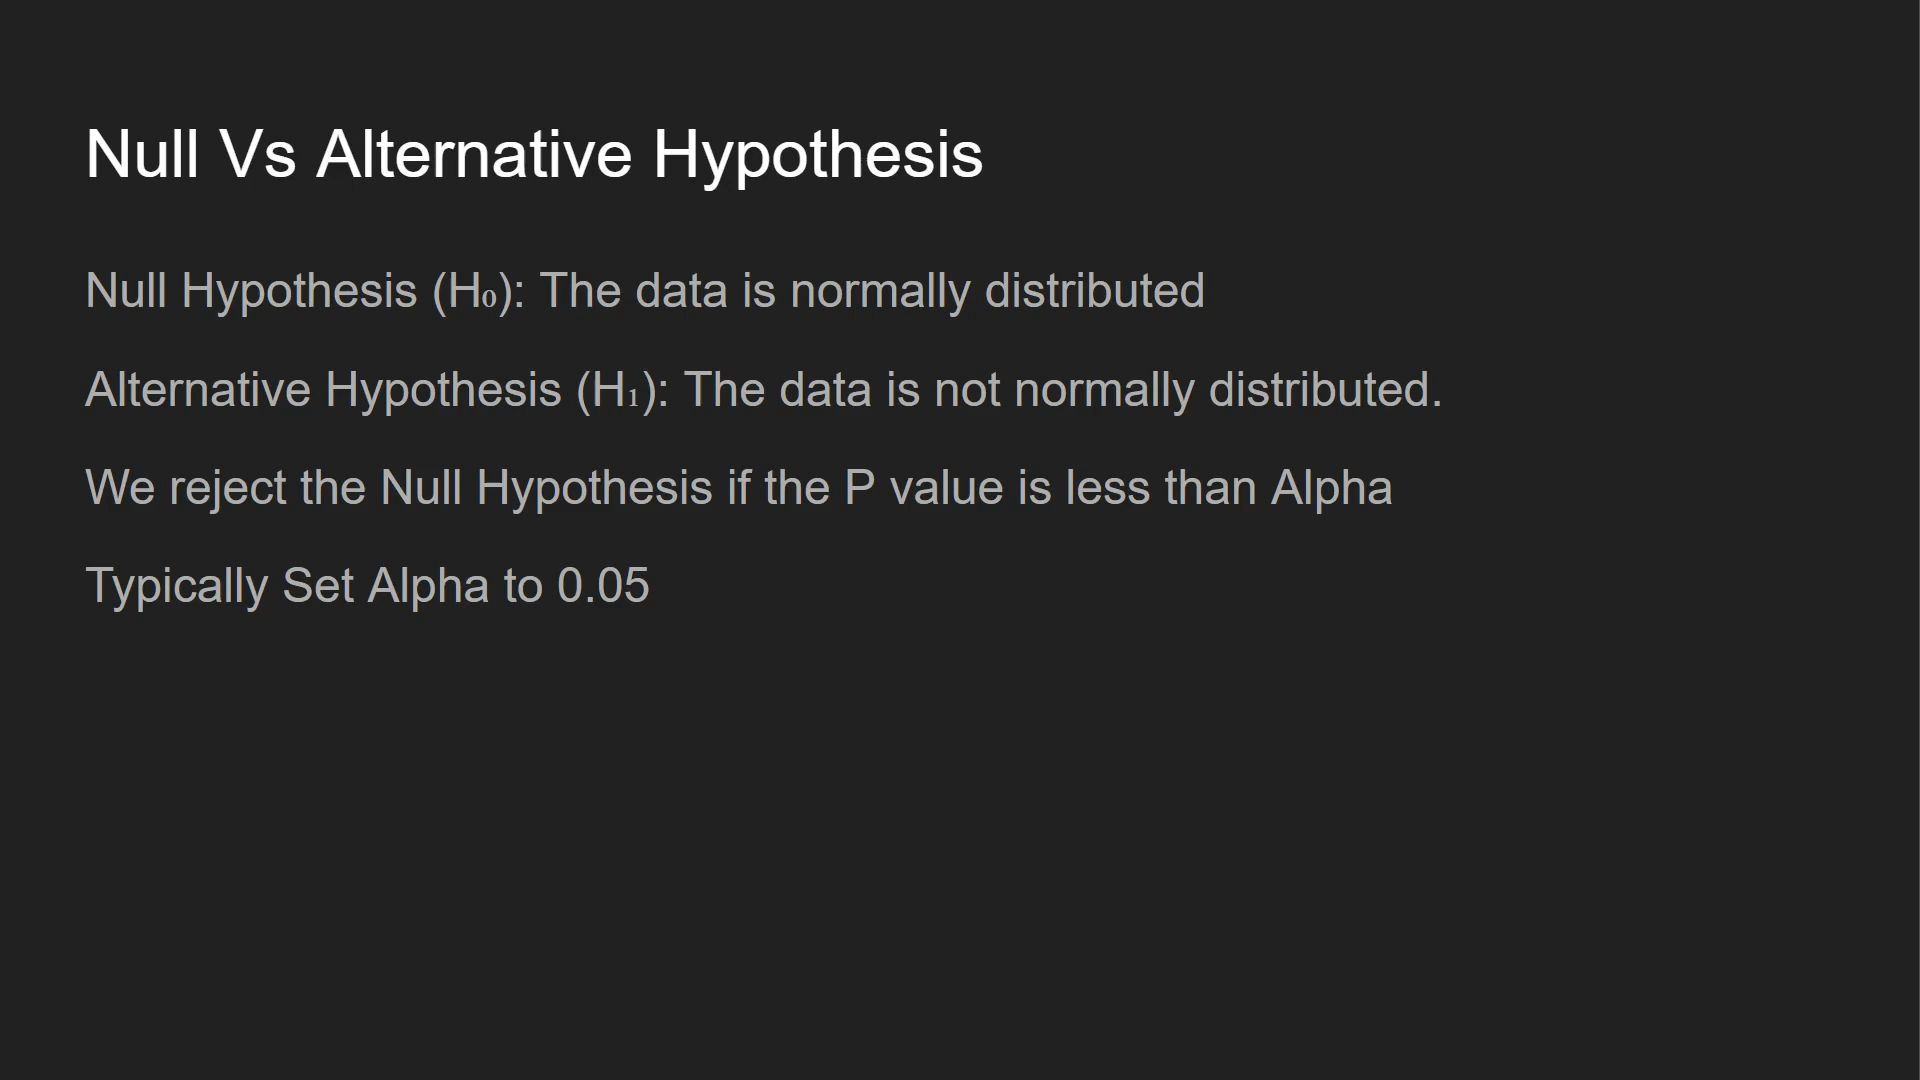 Null Vs Alternative Hypothesis
Null Hypothesis (H₀): The data is normally distributed
Alternative Hypothesis (H₁): The data is not normally distributed.
We reject the Null Hypothesis if the P value is less than Alpha
Typically Set Alpha to 0.05